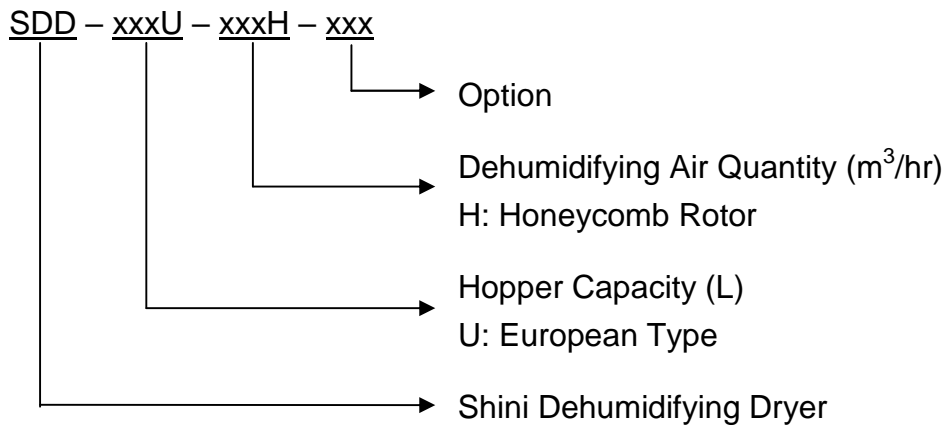 SDD – xxxU – xxxH – xxx
Option
Dehumidifying Air Quantity (m³/hr)
H: Honeycomb Rotor
Hopper Capacity (L)
U: European Type
Shini Dehumidifying Dryer